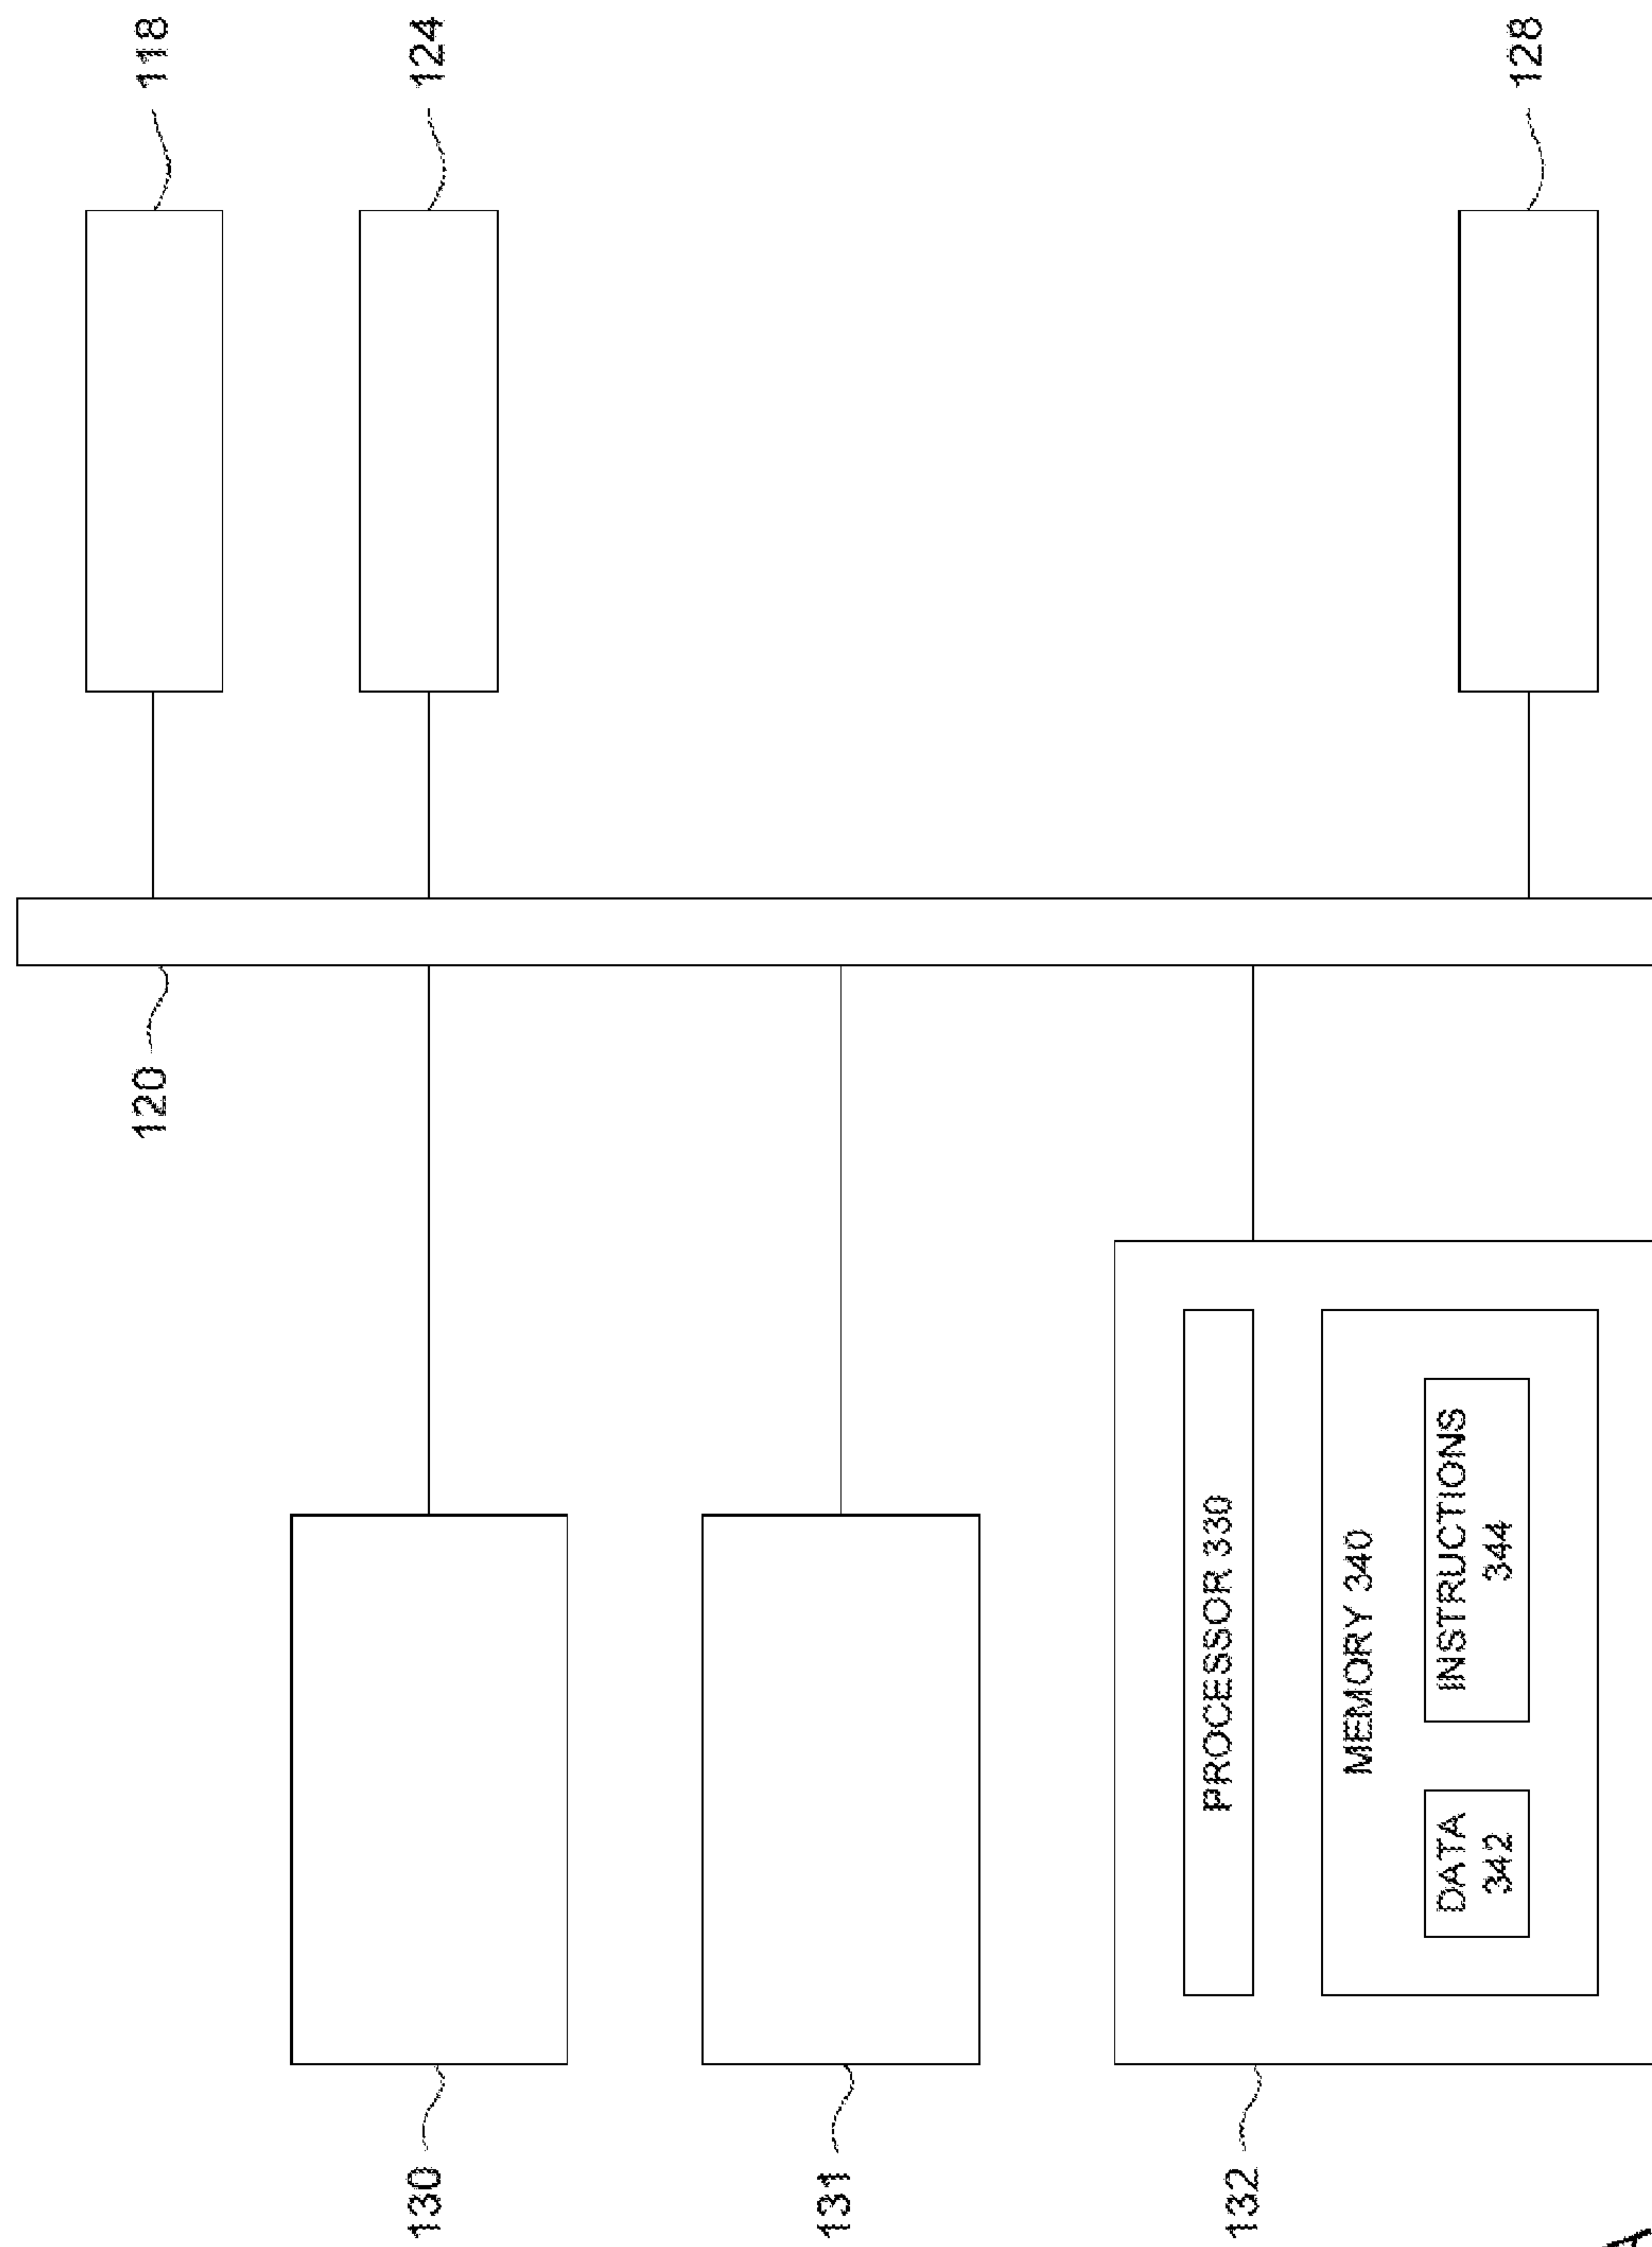 118
124
128
120
130
131
132
PROCESSOR 330
MEMORY 340
DATA
342
INSTRUCTIONS
344